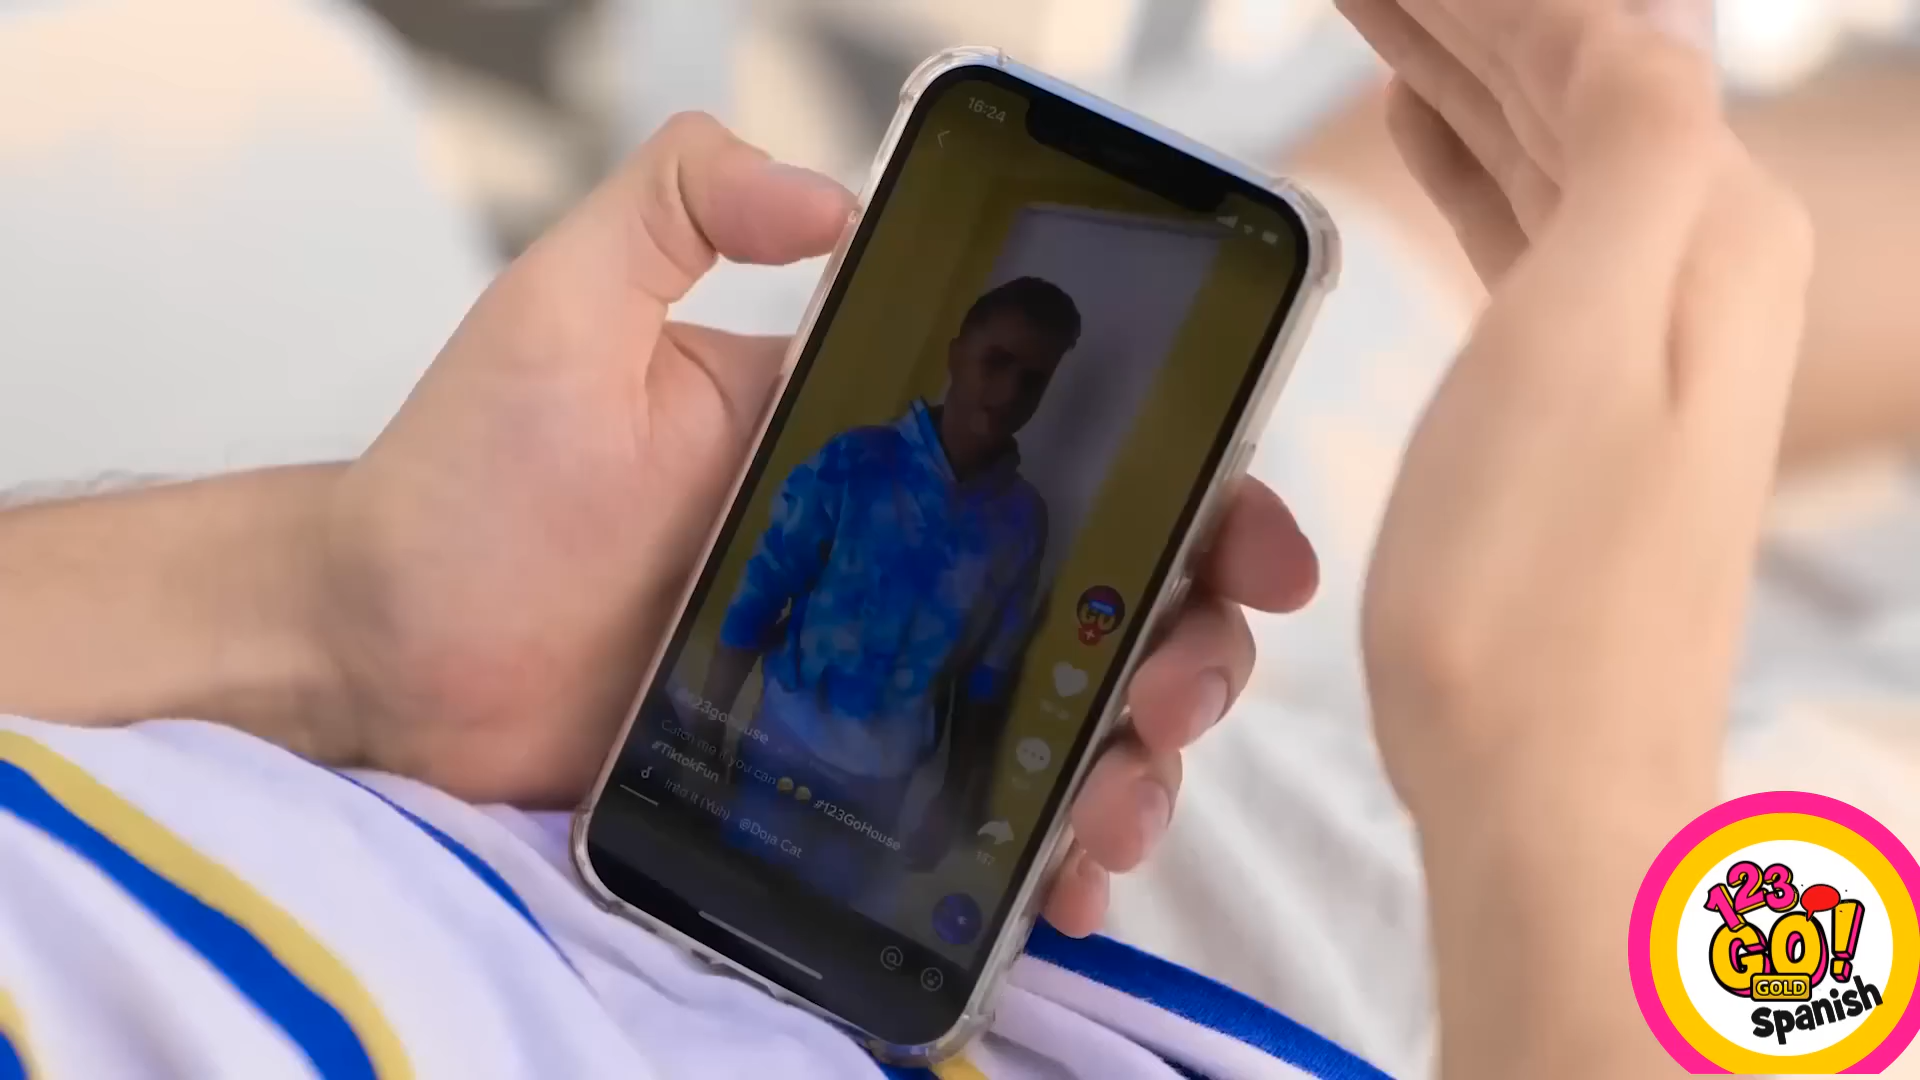 16:24
@123gohouse
Catch me if you can #123GoHouse
#TiktokFun
Into It (Yuh) @Doja Cat
137
123
GO!
GOLD
Spanish